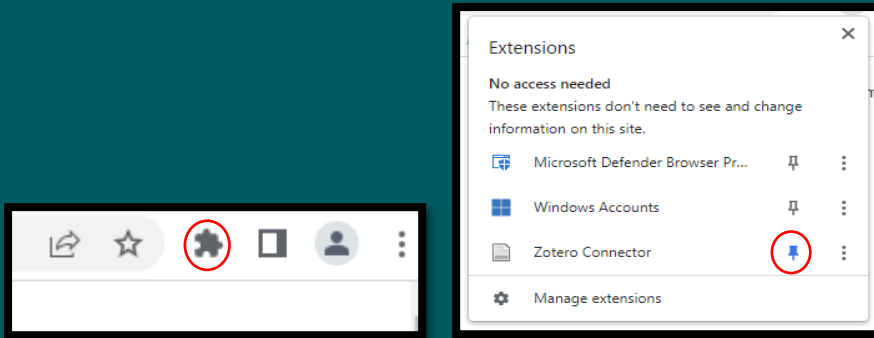 Extensions
No access needed
These extensions don't need to see and change
information on this site.
Microsoft Defender Browser Pr...
Windows Accounts
Zotero Connector
Manage extensions